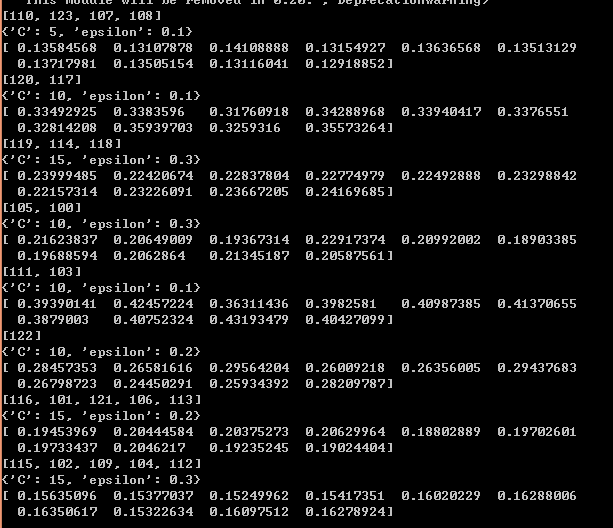 This module will be removed in 0.20.", DeprecationWarning)
[110, 123, 107, 108]
{'C': 5, 'epsilon': 0.1}
[ 0.13584568  0.13107878  0.14108888  0.13154927  0.13636568  0.13513129
  0.13717981  0.13505154  0.13116041  0.12918852]
[120, 117]
{'C': 10, 'epsilon': 0.1}
[ 0.33492925  0.3383596   0.31760918  0.34288968  0.33940417  0.3376551
  0.32814208  0.35939703  0.3259316   0.35573264]
[119, 114, 118]
{'C': 15, 'epsilon': 0.3}
[ 0.23999485  0.22420674  0.22837804  0.22774979  0.22492888  0.23298842
  0.22157314  0.23226091  0.23667205  0.24169685]
[105, 100]
{'C': 10, 'epsilon': 0.3}
[ 0.21623837  0.20649009  0.19367314  0.22917374  0.20992002  0.18903385
  0.19688594  0.2062864   0.21345187  0.20587561]
[111, 103]
{'C': 10, 'epsilon': 0.1}
[ 0.39390141  0.42457224  0.36311436  0.3982581   0.40987385  0.41370655
  0.3879003   0.40752324  0.43193479  0.40427099]
[122]
{'C': 10, 'epsilon': 0.2}
[ 0.28457353  0.26581616  0.29564204  0.26009218  0.26356005  0.29437683
  0.26798723  0.24450291  0.25934392  0.28209787]
[116, 101, 121, 106, 113]
{'C': 15, 'epsilon': 0.2}
[ 0.19453969  0.20444584  0.20375273  0.20629964  0.18802889  0.19702601
  0.19733437  0.2046217   0.19235245  0.19024404]
[115, 102, 109, 104, 112]
{'C': 15, 'epsilon': 0.3}
[ 0.15635096  0.15377037  0.15249962  0.15417351  0.16020229  0.16288006
  0.16350617  0.15322634  0.16097512  0.16278924]